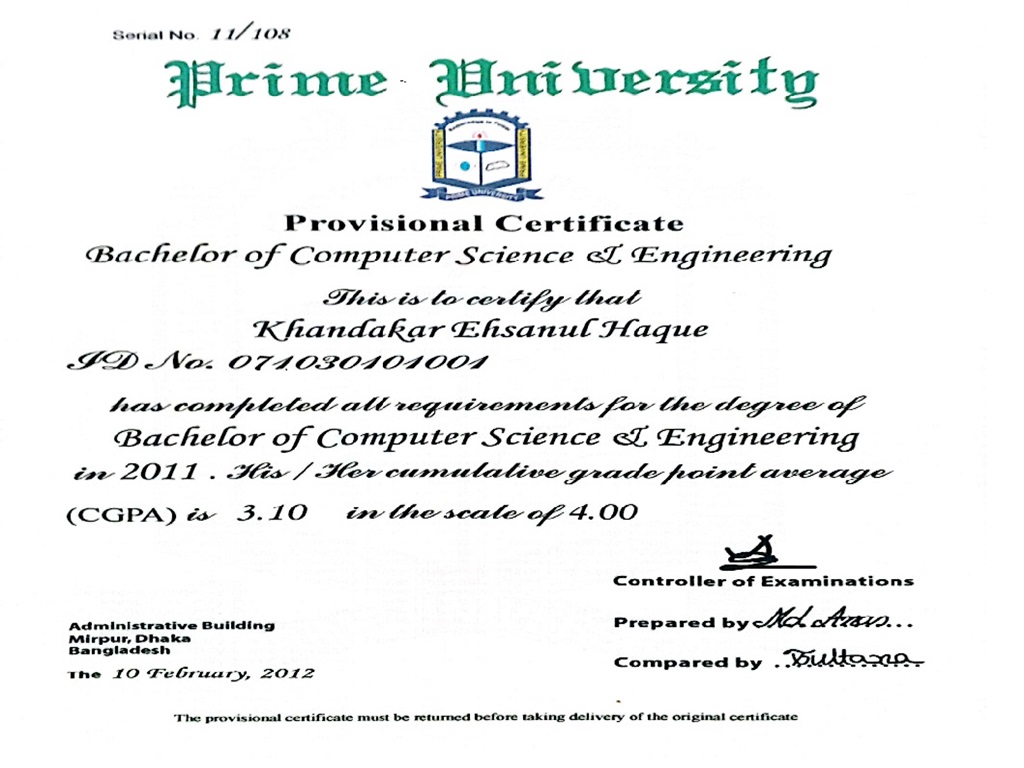 Serial No. 11/108
Prime University
PRIME UNIVERSITY
PRIME UNIVERSITY
PRIME UNIVERSITY
Provisional Certificate
Bachelor of Computer Science & Engineering
This is to certify that
Khandakar Ehsanul Haque
ID No. 071030101001
has completed all requirements for the degree of
Bachelor of Computer Science & Engineering
in 2011 . His / Her cumulative grade point average
(CGPA) is 3.10 in the scale of 4.00
Controller of Examinations
Prepared by Md. ...
Compared by ..Sultana
Administrative Building
Mirpur, Dhaka
Bangladesh
The 10 February, 2012
The provisional certificate must be returned before taking delivery of the original certificate